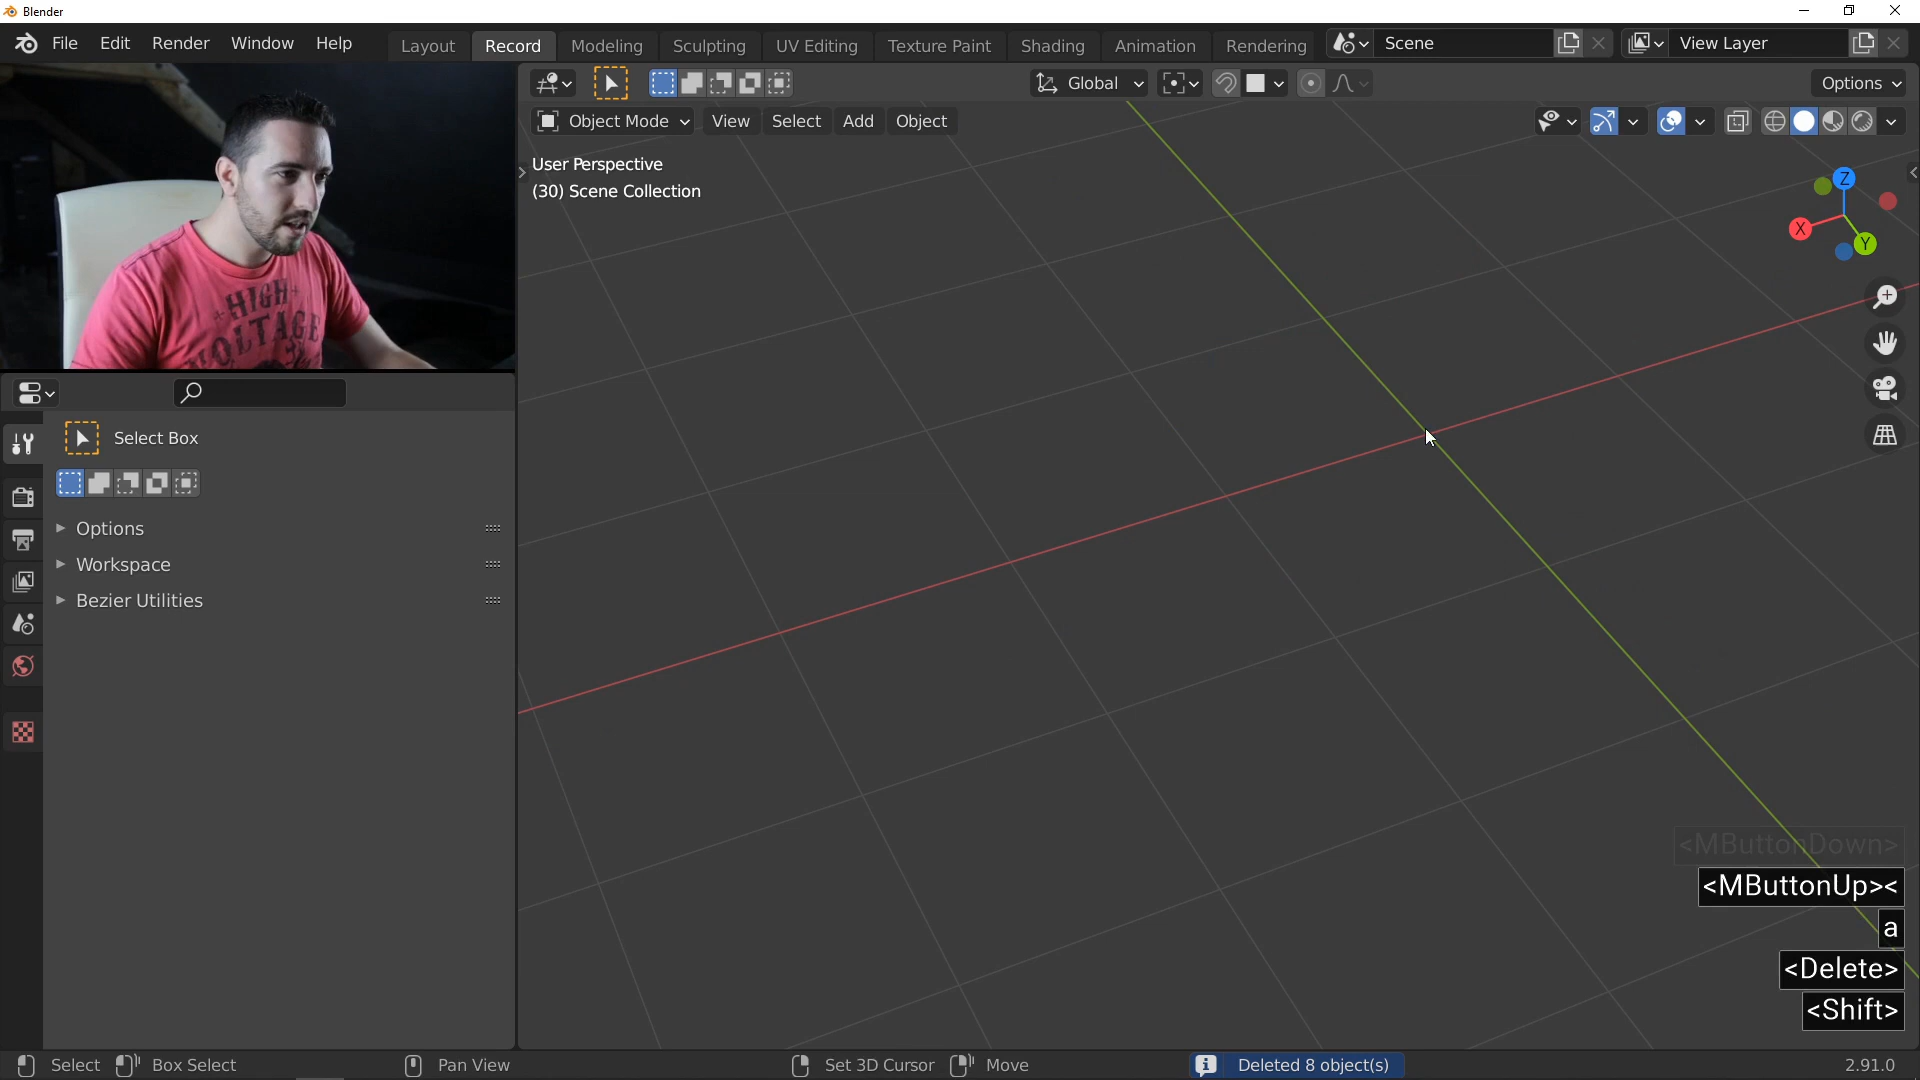 Blender
File Edit Render Window Help Layout Record Modeling Sculpting UV Editing Texture Paint Shading Animation Rendering Scene View Layer
Global Options
Object Mode View Select Add Object
User Perspective
(30) Scene Collection
Z
X
Y
HIGH
VOLTAGE
Select Box
Options
Workspace
Bezier Utilities
<MButtonDown>
<MButtonUp><
a
<Delete>
<Shift>
Select Box Select Pan View Set 3D Cursor Move Deleted 8 object(s) 2.91.0